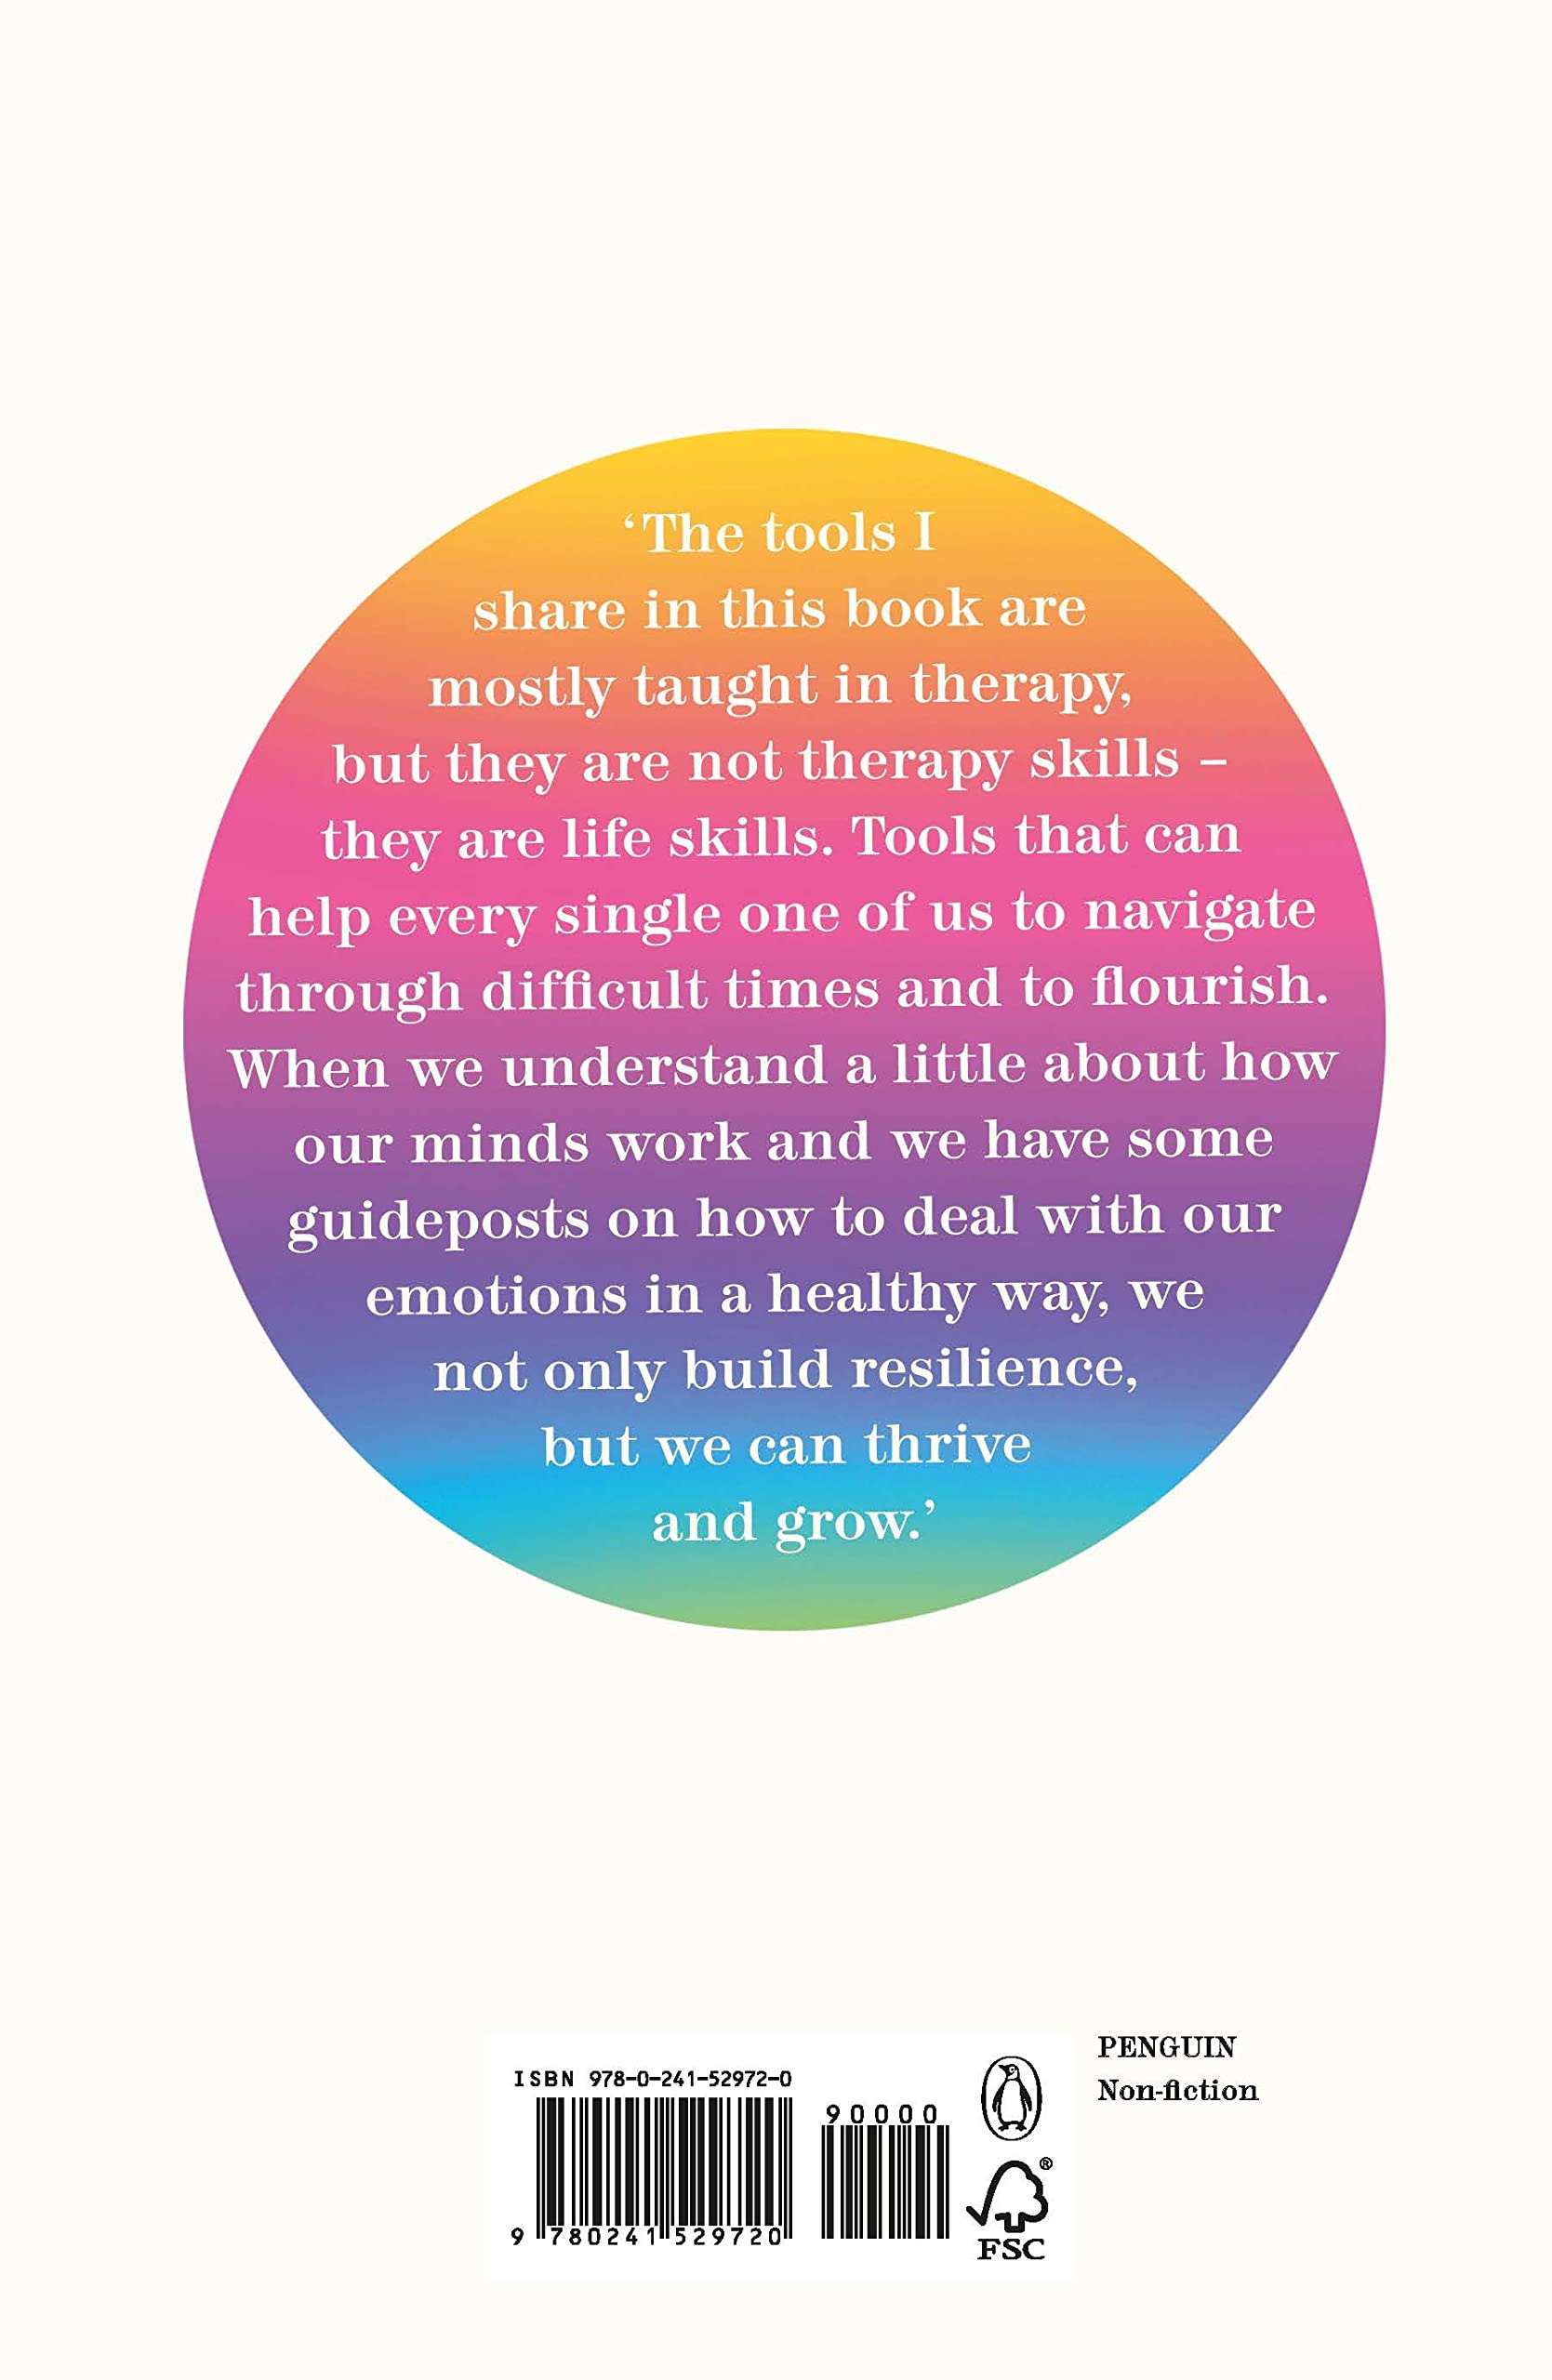 ‘The tools I
share in this book are
mostly taught in therapy,
but they are not therapy skills –
they are life skills. Tools that can
help every single one of us to navigate
through difficult times and to flourish.
When we understand a little about how
our minds work and we have some
guideposts on how to deal with our
emotions in a healthy way, we
not only build resilience,
but we can thrive
and grow.’
PENGUIN
Non-fiction
ISBN 978-0-241-52972-0
90000
9 780241 529720
®
FSC